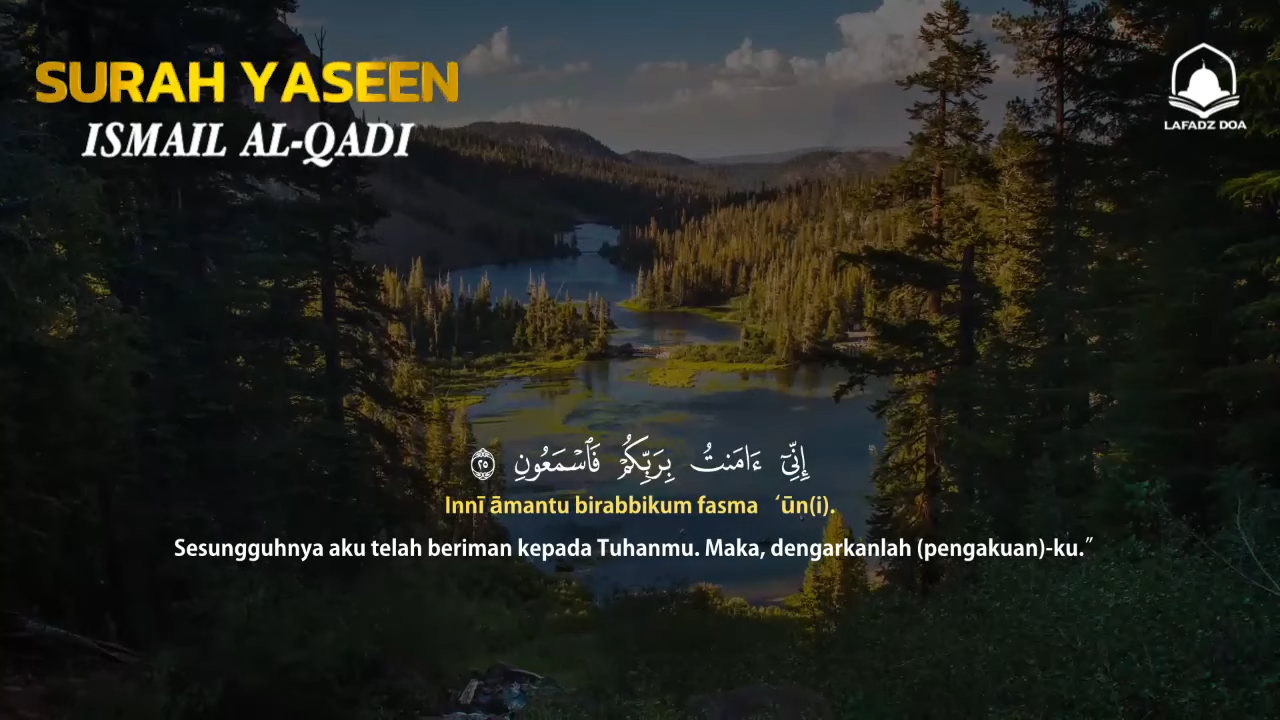 SURAH YASEEN
ISMAIL AL-QADI
LAFADZ DOA
إِنِّيٓ ءَامَنتُ بِرَبِّكُمْ فَٱسْمَعُونِ ٢٥
Innī āmantu birabbikum fasma ‘ūn(i).
Sesungguhnya aku telah beriman kepada Tuhanmu. Maka, dengarkanlah (pengakuan)-ku.”